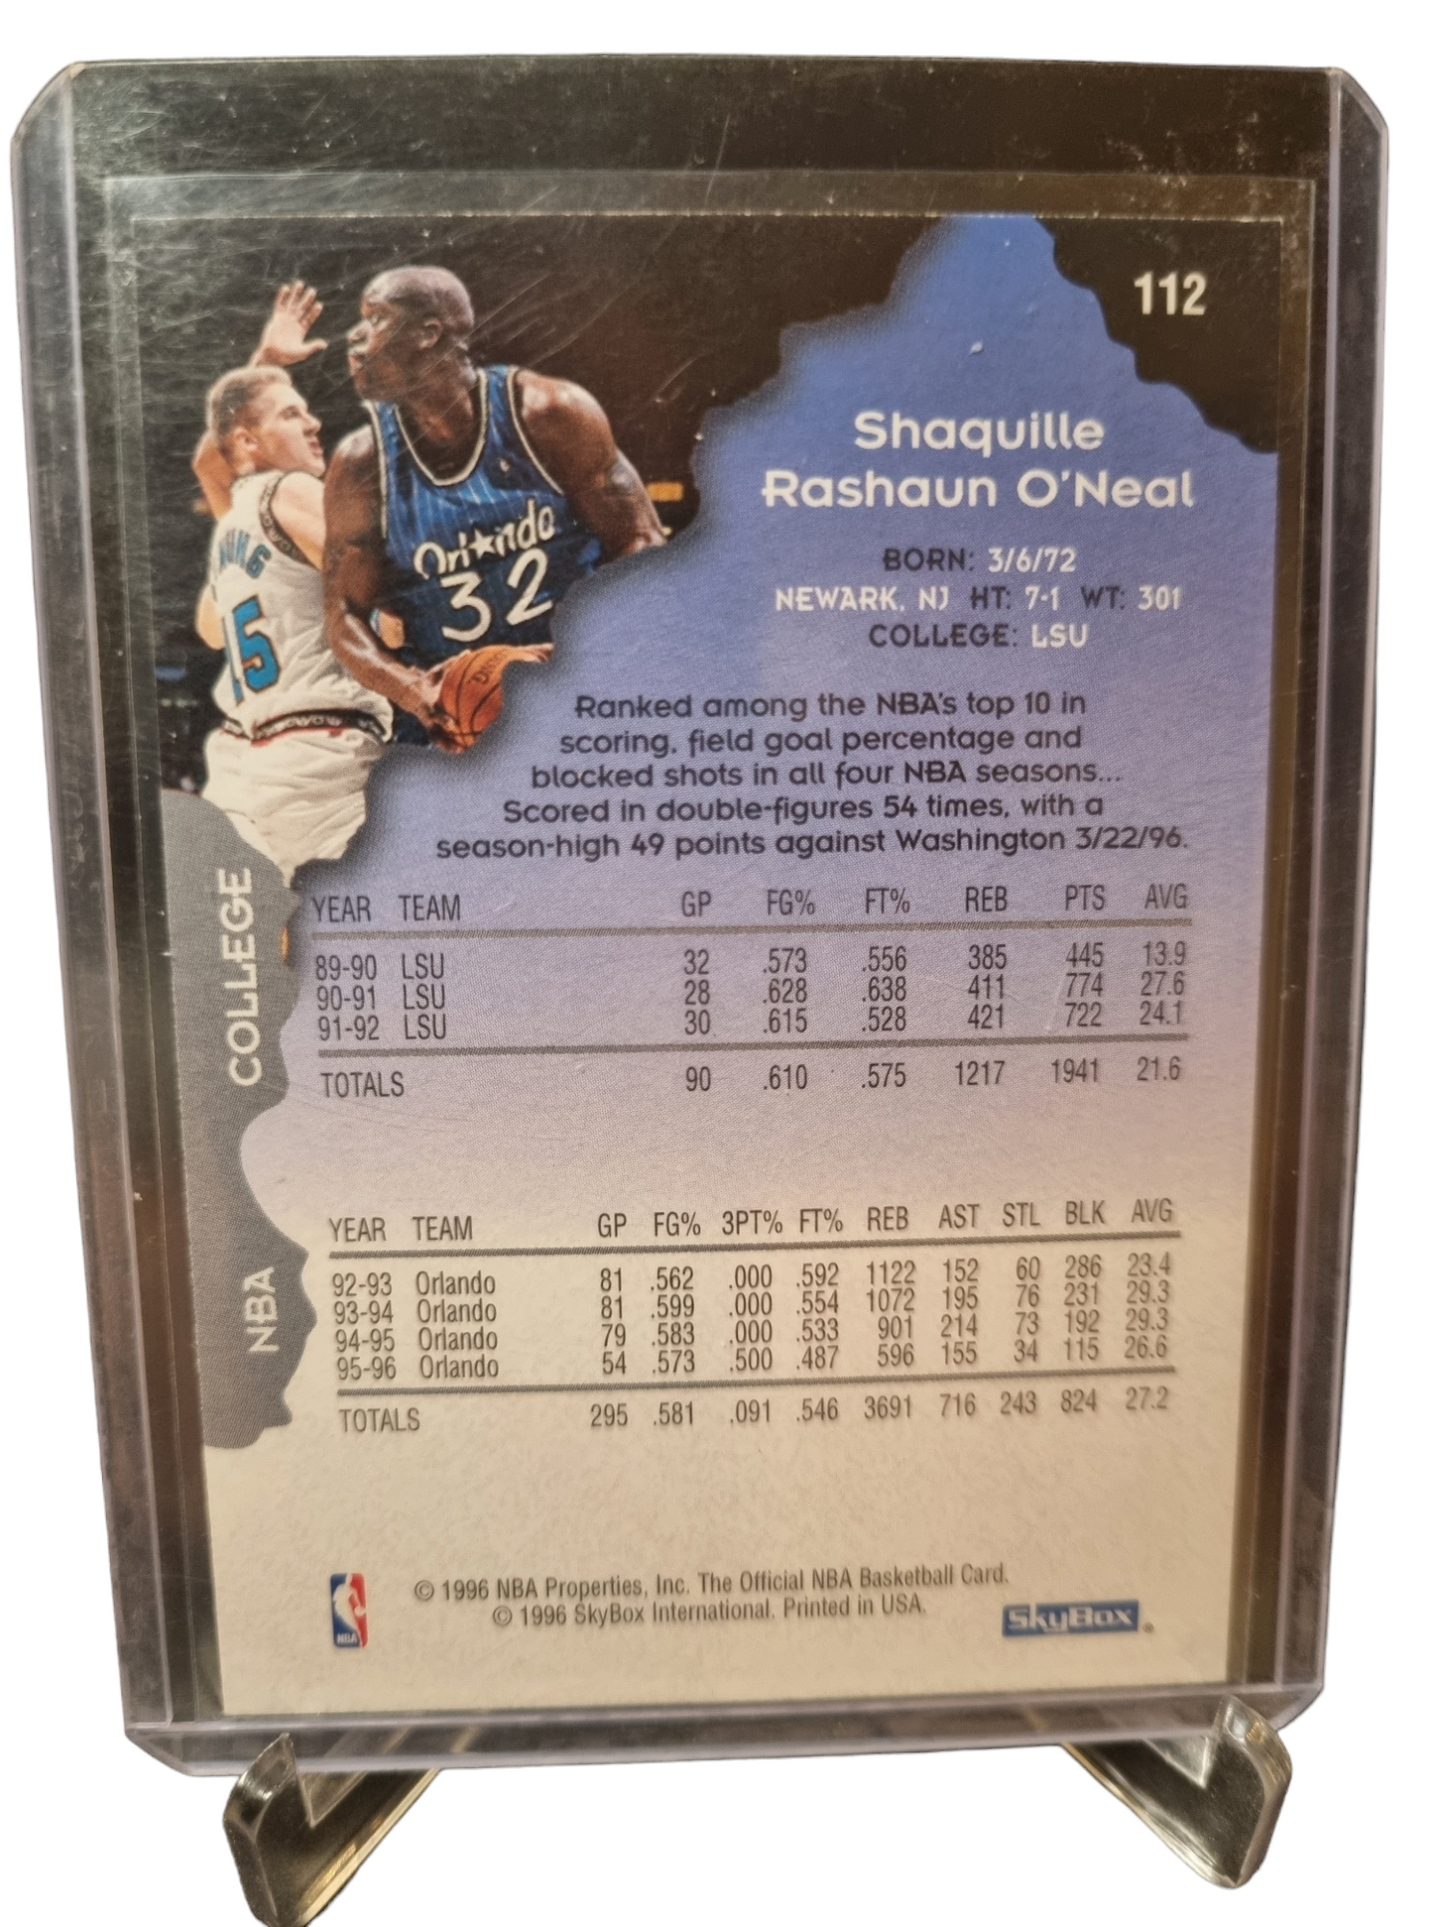 112
Shaquille
Rashaun O'Neal
BORN: 3/6/72
NEWARK, NJ HT: 7-1 WT: 301
COLLEGE: LSU
Orlando
32
15
Ranked among the NBA's top 10 in
scoring, field goal percentage and
blocked shots in all four NBA seasons...
Scored in double-figures 54 times, with a
season-high 49 points against Washington 3/22/96.
COLLEGE
YEAR TEAM GP FG% FT% REB PTS AVG
89-90 LSU 32 .573 .556 385 445 13.9
90-91 LSU 28 .628 .638 411 774 27.6
91-92 LSU 30 .615 .528 421 722 24.1
TOTALS 90 .610 .575 1217 1941 21.6
NBA
YEAR TEAM GP FG% 3PT% FT% REB AST STL BLK AVG
92-93 Orlando 81 .562 .000 .592 1122 152 60 286 23.4
93-94 Orlando 81 .599 .000 .554 1072 195 76 231 29.3
94-95 Orlando 79 .583 .000 .533 901 214 73 192 29.3
95-96 Orlando 54 .573 .500 .487 596 155 34 115 26.6
TOTALS 295 .581 .091 .546 3691 716 243 824 27.2
NBA
© 1996 NBA Properties, Inc. The Official NBA Basketball Card.
© 1996 SkyBox International. Printed in USA.
SkyBox